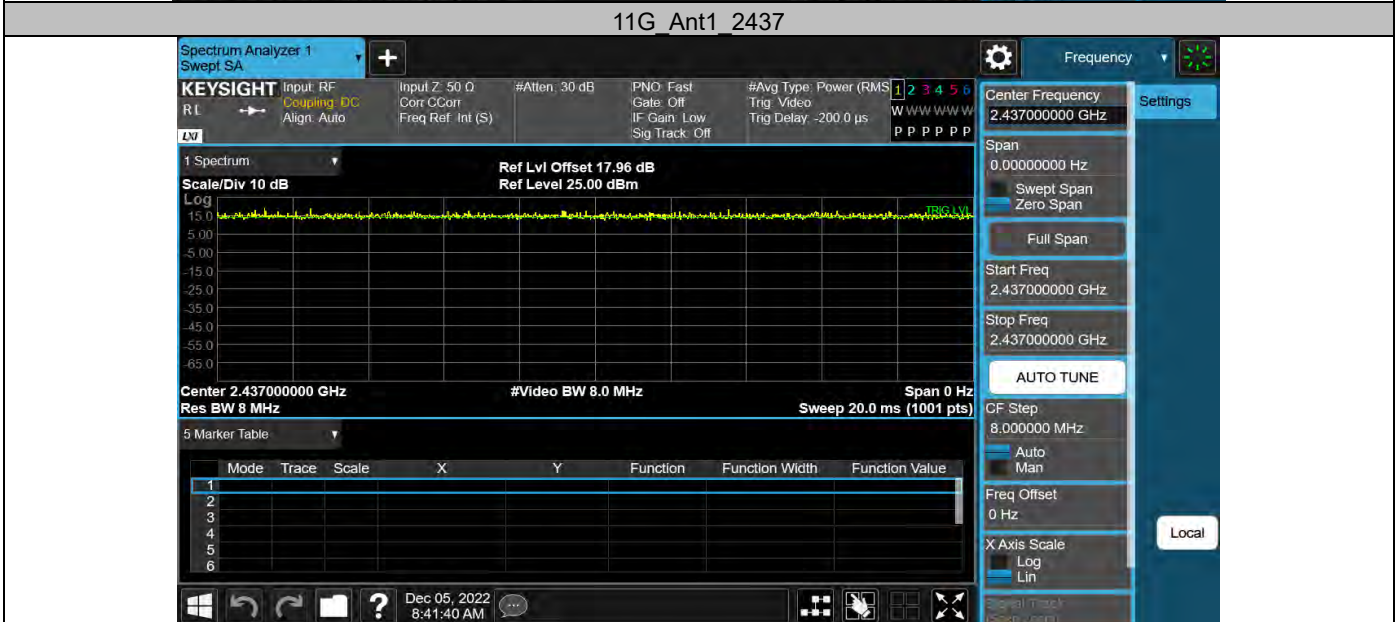 11G_Ant1_2437
Spectrum Analyzer 1
Swept SA
+
Frequency
KEYSIGHT
RL
LXI
Input: RF
Coupling: DC
Align: Auto
Input Z: 50 Ω
Corr CCorr
Freq Ref: Int (S)
#Atten: 30 dB
PNO: Fast
Gate: Off
IF Gain: Low
Sig Track: Off
#Avg Type: Power (RMS
Trig: Video
Trig Delay: -200.0 µs
1 2 3 4 5 6
W W W W W W
P P P P P P
Center Frequency
2.437000000 GHz
Settings
Span
0.00000000 Hz
Swept Span
Zero Span
Full Span
Start Freq
2.437000000 GHz
Stop Freq
2.437000000 GHz
AUTO TUNE
CF Step
8.000000 MHz
Auto
Man
Freq Offset
0 Hz
X Axis Scale
Log
Lin
Signal Track
Local
1 Spectrum
Scale/Div 10 dB
Ref Lvl Offset 17.96 dB
Ref Level 25.00 dBm
Log
TRIG LVL
15.0
5.00
-5.00
-15.0
-25.0
-35.0
-45.0
-55.0
-65.0
Center 2.437000000 GHz
#Video BW 8.0 MHz
Span 0 Hz
Res BW 8 MHz
Sweep 20.0 ms (1001 pts)
5 Marker Table
Mode Trace Scale X Y Function Function Width Function Value
1
2
3
4
5
6
?
Dec 05, 2022
8:41:40 AM